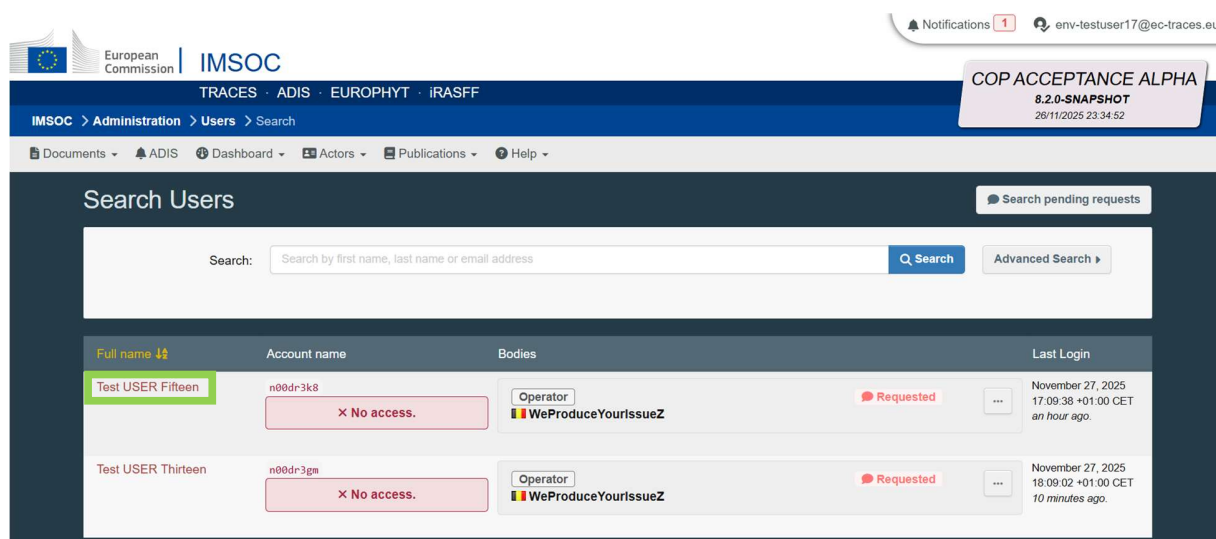 Notifications 1 env-testuser17@ec-traces.eu
European
Commission
IMSOC
COP ACCEPTANCE ALPHA
8.2.0-SNAPSHOT
26/11/2025 23:34:52
TRACES · ADIS · EUROPHYT · iRASFF
IMSOC > Administration > Users > Search
Documents ADIS Dashboard Actors Publications Help
Search Users
Search pending requests
Search: Search by first name, last name or email address Search Advanced Search
Full name Account name Bodies Last Login
Test USER Fifteen
n00dr3k8
× No access.
Operator
WeProduceYourIssueZ
Requested
...
November 27, 2025
17:09:38 +01:00 CET
an hour ago.
Test USER Thirteen
n00dr3gm
× No access.
Operator
WeProduceYourIssueZ
Requested
...
November 27, 2025
18:09:02 +01:00 CET
10 minutes ago.